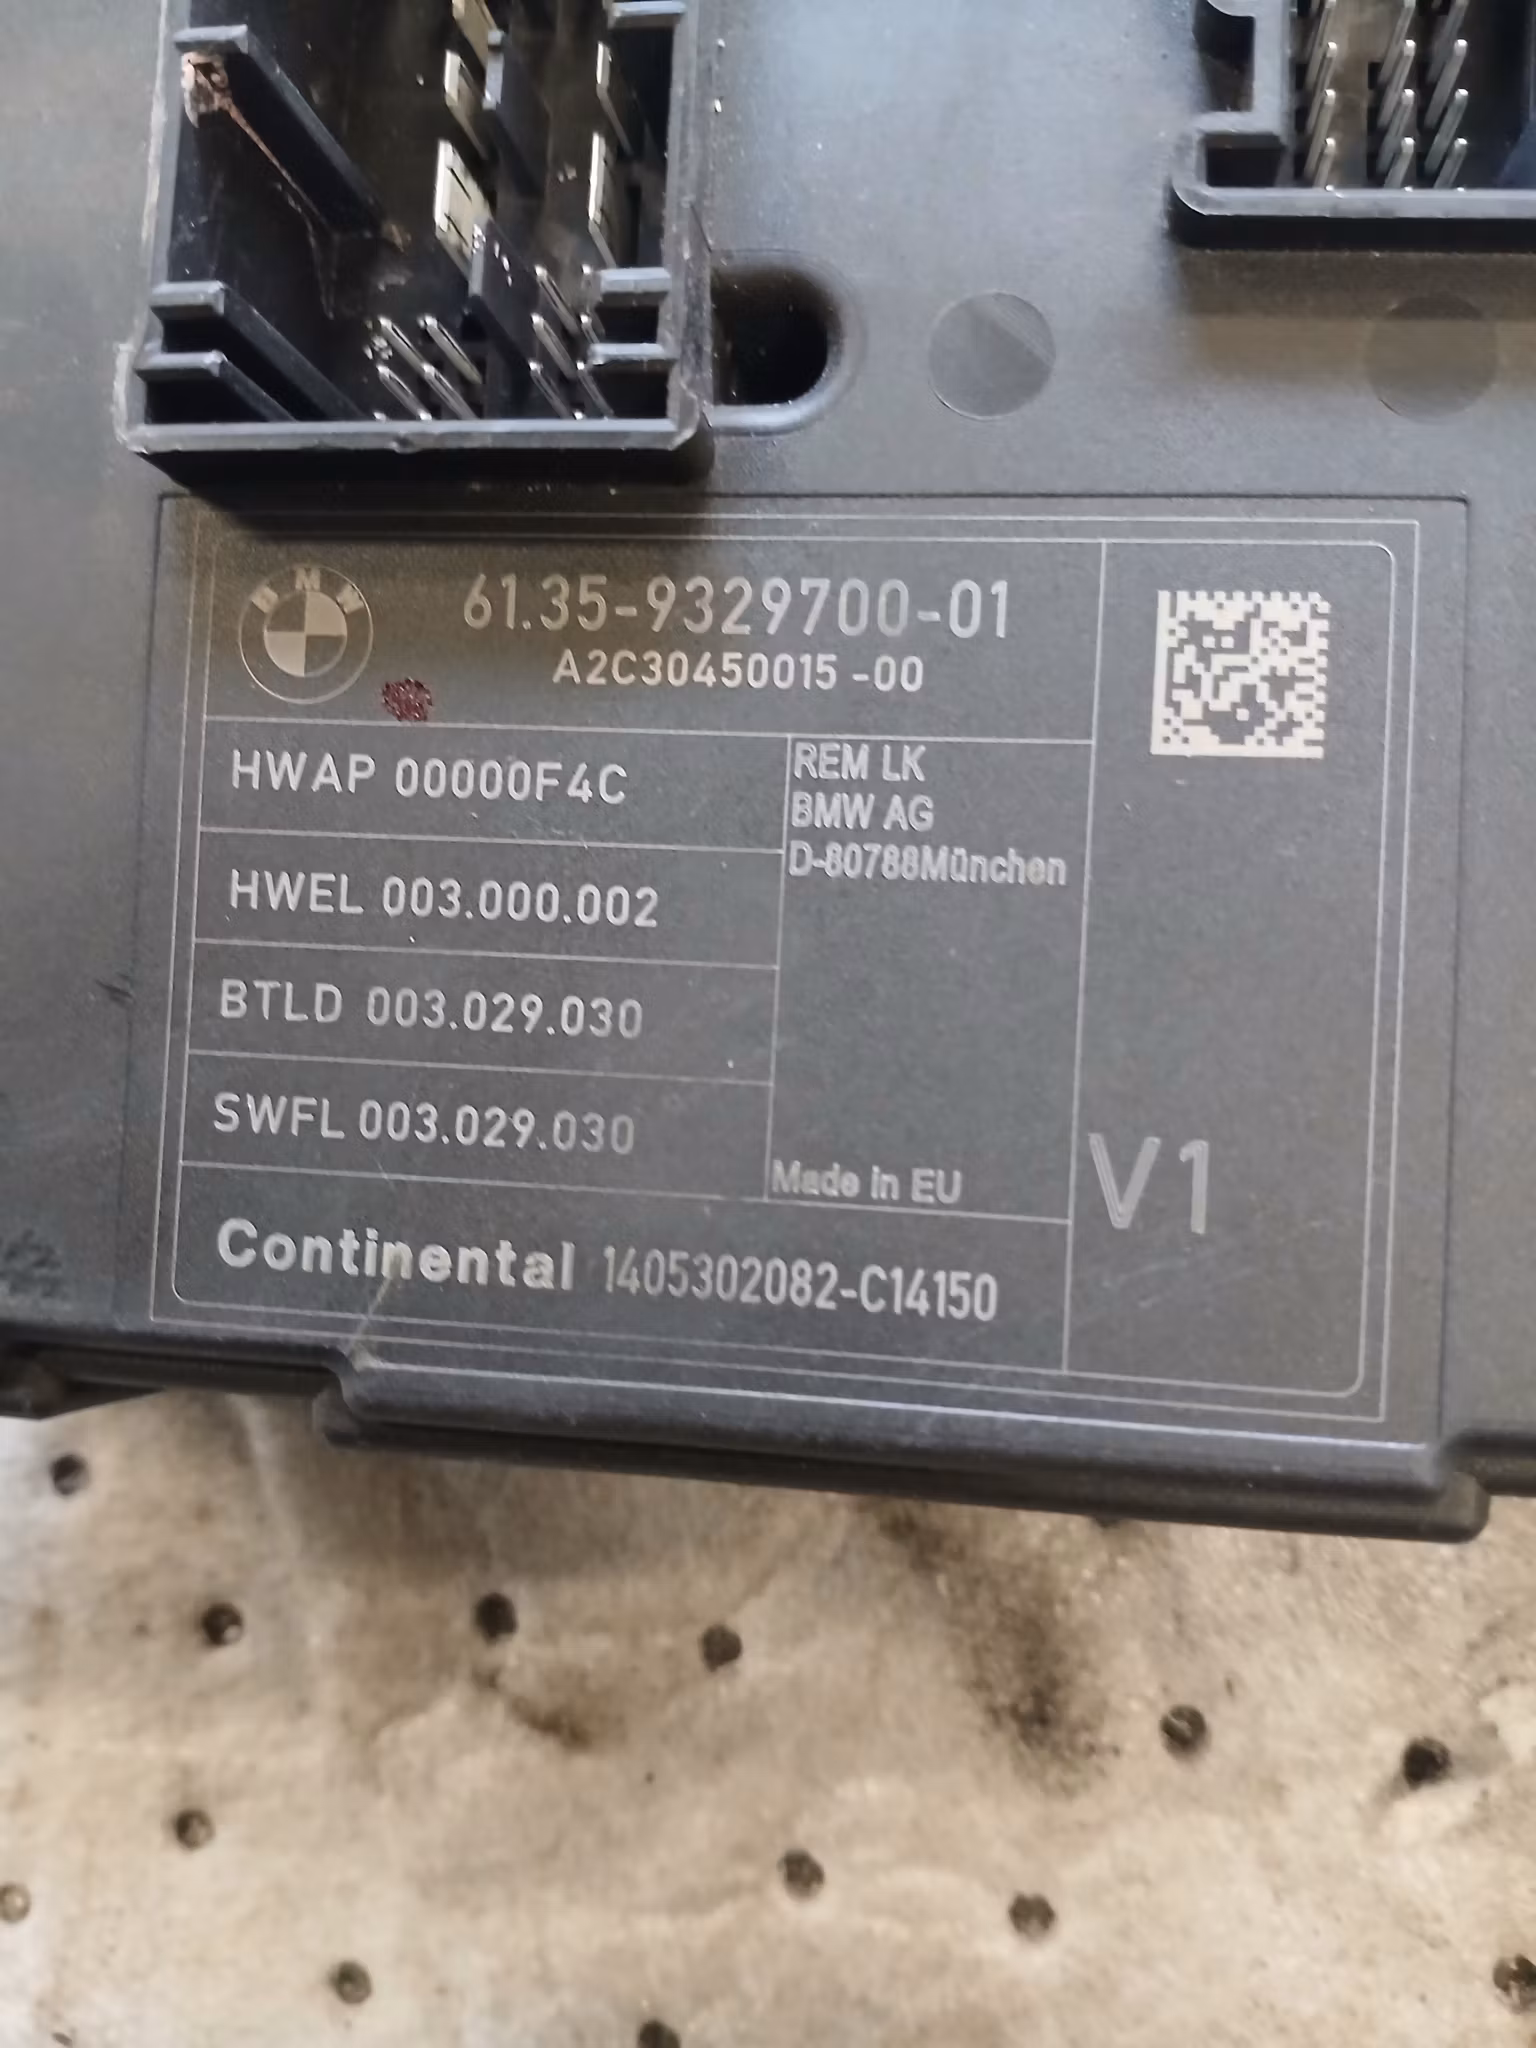 BMW
61.35-9329700-01
A2C30450015 -00
HWAP 00000F4C
HWEL 003.000.002
BTLD 003.029.030
SWFL 003.029.030
REM LK
BMW AG
D-80788München
Made in EU
V1
Continental 1405302082-C14150